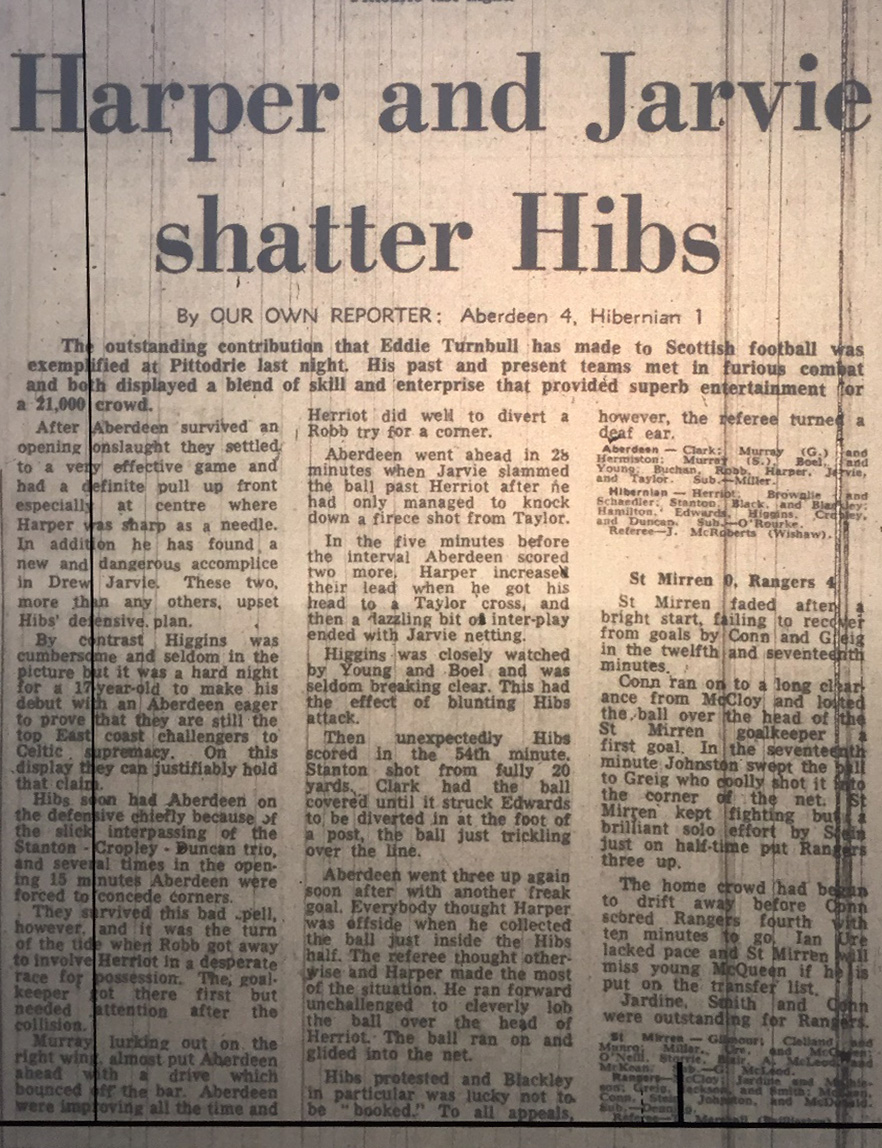 Harper and Jarvie
shatter Hibs
By OUR OWN REPORTER: Aberdeen 4, Hibernian 1
The outstanding contribution that Eddie Turnbull has made to Scottish football was
exemplified at Pittodrie last night. His past and present teams met in furious combat
and both displayed a blend of skill and enterprise that provided superb entertainment for
a 21,000 crowd.
After Aberdeen survived an
opening onslaught they settled
to a very effective game and
had a definite pull up front
especially at centre where
Harper was sharp as a needle.
In addition he has found a
new and dangerous accomplice
in Drew Jarvie. These two,
more than any others, upset
Hibs' defensive plan.
By contrast Higgins was
cumbersome and seldom in the
picture but it was a hard night
for a 17-year-old to make his
debut with an Aberdeen eager
to prove that they are still the
top East coast challengers to
Celtic supremacy. On this
display they can justifiably hold
that claim.
Hibs soon had Aberdeen on
the defensive chiefly because of
the slick interpassing of the
Stanton - Cropley - Duncan trio,
and several times in the open-
ing 15 minutes Aberdeen were
forced to concede corners.
They survived this bad spell,
however, and it was the turn
of the tide when Robb got away
to involve Herriot in a desperate
race for possession. The goal-
keeper got there first but
needed attention after the
collision.
Murray lurking out on the
right wing, almost put Aberdeen
ahead with a drive which
bounced off the bar. Aberdeen
were improving all the time and
Herriot did well to divert a
Robb try for a corner.
Aberdeen went ahead in 28
minutes when Jarvie slammed
the ball past Herriot after he
had only managed to knock
down a firece shot from Taylor.
In the five minutes before
the interval Aberdeen scored
two more. Harper increased
their lead when he got his
head to a Taylor cross, and
then a dazzling bit of inter-play
ended with Jarvie netting.
Higgins was closely watched
by Young and Boel and was
seldom breaking clear. This had
the effect of blunting Hibs
attack.
Then unexpectedly Hibs
scored in the 54th minute.
Stanton shot from fully 20
yards. Clark had the ball
covered until it struck Edwards
to be diverted in at the foot of
a post, the ball just trickling
over the line.
Aberdeen went three up again
soon after with another freak
goal. Everybody thought Harper
was offside when he collected
the ball just inside the Hibs
half. The referee thought other-
wise and Harper made the most
of the situation. He ran forward
unchallenged to cleverly lob
the ball over the head of
Herriot. The ball ran on and
glided into the net.
Hibs protested and Blackley
in particular was lucky not to
be "booked." To all appeals,
however, the referee turned a
deaf ear.
Aberdeen — Clark; Murray (G.) and
Hermiston; Murray (S.), Boel, and
Young; Buchan, Robb, Harper, Jarvie,
and Taylor. Sub.—Miller.
Hibernian — Herriot; Brownlie and
Schaedler; Stanton, Black, and Blackley;
Hamilton, Edwards, Higgins, Cropley,
and Duncan. Sub.—O'Rourke.
Referee—J. McRoberts (Wishaw).
St Mirren 0, Rangers 4
St Mirren faded after a
bright start, failing to recover
from goals by Conn and Greig
in the twelfth and seventeenth
minutes.
Conn ran on to a long clear-
ance from McCloy and lofted
the ball over the head of the
St Mirren goalkeeper a
first goal. In the seventeenth
minute Johnston swept the ball
to Greig who coolly shot it into
the corner of the net. St
Mirren kept fighting but a
brilliant solo effort by Stein
just on half-time put Rangers
three up.
The home crowd had began
to drift away before Conn
scored Rangers fourth with
ten minutes to go. Ian Ure
lacked pace and St Mirren will
miss young McQueen if he is
put on the transfer list.
Jardine, Smith and Conn
were outstanding for Rangers.
St Mirren — Gilmour; Clelland and
Munro; Miller, Ure, and McQueen;
O'Neill, Blair, A. McLeod and
McKean. Sub.—G. McLeod.
Rangers—McCloy; Jardine and
Greig, Jackson, and Smith;
Conn, Stein, Johnston, and McDonald.
Sub.—
Referee—